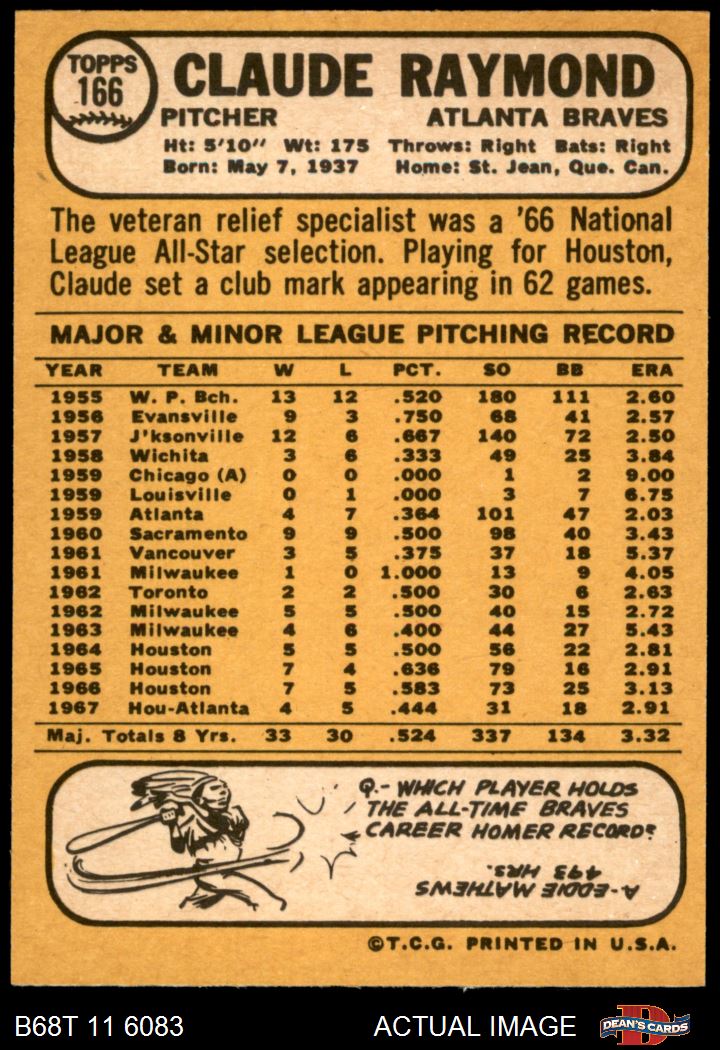 TOPPS
166
CLAUDE RAYMOND
PITCHER ATLANTA BRAVES
Ht: 5'10" Wt: 175 Throws: Right Bats: Right
Born: May 7, 1937 Home: St. Jean, Que. Can.
The veteran relief specialist was a '66 National
League All-Star selection. Playing for Houston,
Claude set a club mark appearing in 62 games.
MAJOR & MINOR LEAGUE PITCHING RECORD
YEAR TEAM W L PCT. SO BB ERA
1955 W. P. Bch. 13 12 .520 180 111 2.60
1956 Evansville 9 3 .750 68 41 2.57
1957 J'ksonville 12 6 .667 140 72 2.50
1958 Wichita 3 6 .333 49 25 3.84
1959 Chicago (A) 0 0 .000 1 2 9.00
1959 Louisville 0 1 .000 3 7 6.75
1959 Atlanta 4 7 .364 101 47 2.03
1960 Sacramento 9 9 .500 98 40 3.43
1961 Vancouver 3 5 .375 37 18 5.37
1961 Milwaukee 1 0 1.000 13 9 4.05
1962 Toronto 2 2 .500 30 6 2.63
1962 Milwaukee 5 5 .500 40 15 2.72
1963 Milwaukee 4 6 .400 44 27 5.43
1964 Houston 5 5 .500 56 22 2.81
1965 Houston 7 4 .636 79 16 2.91
1966 Houston 7 5 .583 73 25 3.13
1967 Hou-Atlanta 4 5 .444 31 18 2.91
Maj. Totals 8 Yrs. 33 30 .524 337 134 3.32
Q.- WHICH PLAYER HOLDS
THE ALL-TIME BRAVES
CAREER HOMER RECORD?
A-EDDIE MATHEWS
493 HRS.
©T.C.G. PRINTED IN U.S.A.
B68T 11 6083 ACTUAL IMAGE DEAN'S CARDS